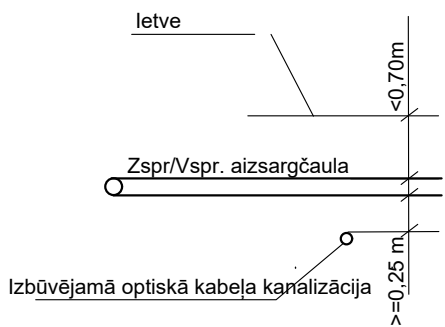 Ietve
<0,70m
Zspr/Vspr. aizsargčaula
Izbūvējamā optiskā kabeļa kanalizācija
>=0,25 m